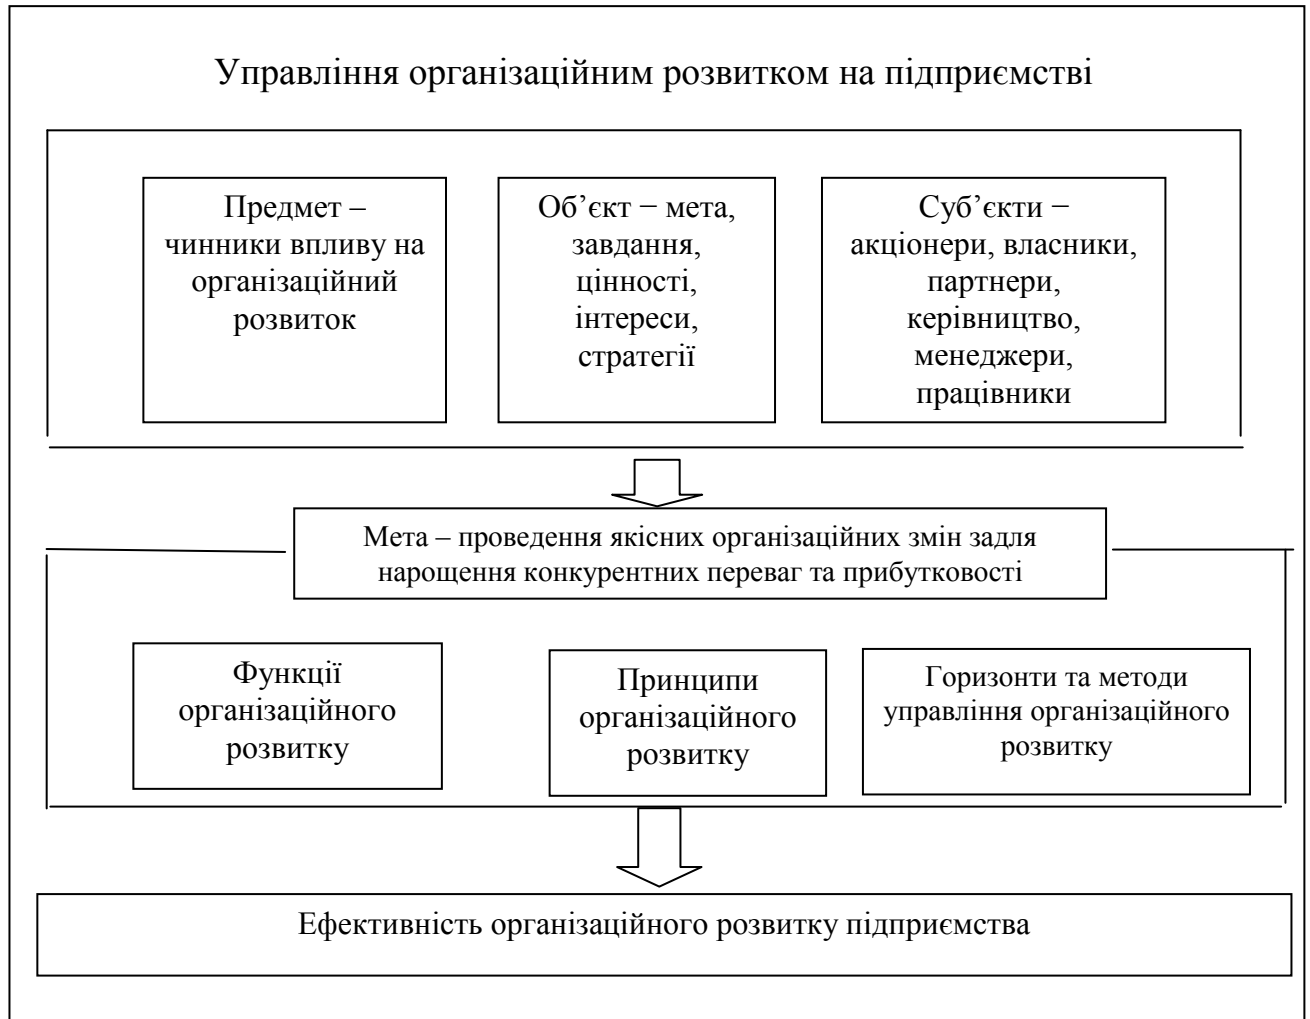 Управління організаційним розвитком на підприємстві
Предмет –
чинники впливу на
організаційний
розвиток
Об’єкт − мета,
завдання,
цінності,
інтереси,
стратегії
Суб’єкти −
акціонери, власники,
партнери,
керівництво,
менеджери,
працівники
Мета – проведення якісних організаційних змін задля
нарощення конкурентних переваг та прибутковості
Функції
організаційного
розвитку
Принципи
організаційного
розвитку
Горизонти та методи
управління організаційного
розвитку
Ефективність організаційного розвитку підприємства